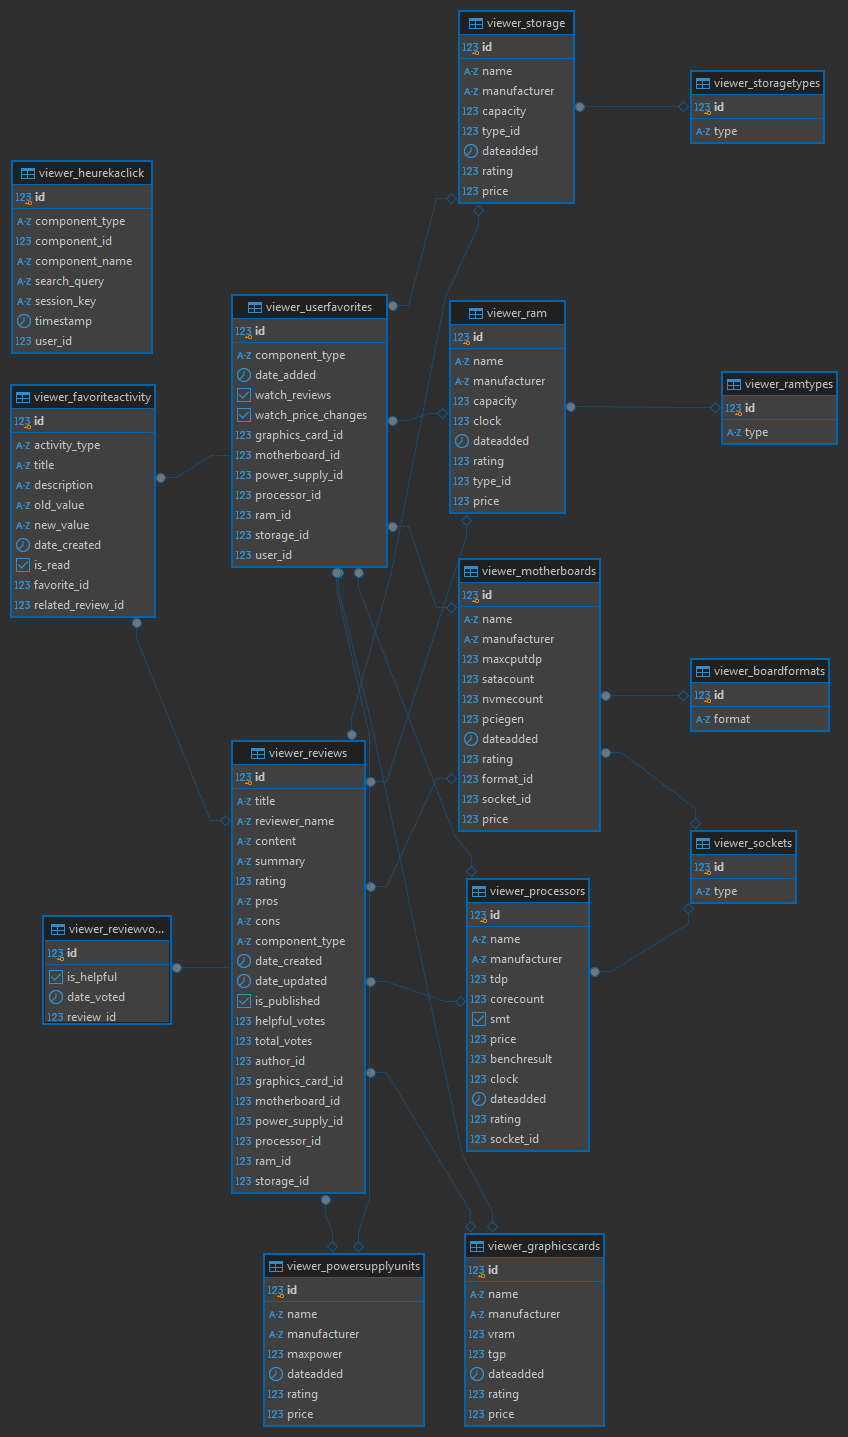 viewer_storage
123 id
A-Z name
A-Z manufacturer
123 capacity
123 type_id
dateadded
123 rating
123 price
viewer_storagetypes
123 id
A-Z type
viewer_heurekaclick
123 id
A-Z component_type
123 component_id
A-Z component_name
A-Z search_query
A-Z session_key
timestamp
123 user_id
viewer_userfavorites
123 id
A-Z component_type
date_added
watch_reviews
watch_price_changes
123 graphics_card_id
123 motherboard_id
123 power_supply_id
123 processor_id
123 ram_id
123 storage_id
123 user_id
viewer_ram
123 id
A-Z name
A-Z manufacturer
123 capacity
123 clock
dateadded
123 rating
123 type_id
123 price
viewer_ramtypes
123 id
A-Z type
viewer_favoriteactivity
123 id
A-Z activity_type
A-Z title
A-Z description
A-Z old_value
A-Z new_value
date_created
is_read
123 favorite_id
123 related_review_id
viewer_motherboards
123 id
A-Z name
A-Z manufacturer
123 maxcputdp
123 satacount
123 nvmecount
123 pciegen
dateadded
123 rating
123 format_id
123 socket_id
123 price
viewer_boardformats
123 id
A-Z format
viewer_reviews
123 id
A-Z title
A-Z reviewer_name
A-Z content
A-Z summary
123 rating
A-Z pros
A-Z cons
A-Z component_type
date_created
date_updated
is_published
123 helpful_votes
123 total_votes
123 author_id
123 graphics_card_id
123 motherboard_id
123 power_supply_id
123 processor_id
123 ram_id
123 storage_id
viewer_sockets
123 id
A-Z type
viewer_processors
123 id
A-Z name
A-Z manufacturer
123 tdp
123 corecount
smt
123 price
123 benchresult
123 clock
dateadded
123 rating
123 socket_id
viewer_reviewvo...
123 id
is_helpful
date_voted
123 review_id
viewer_powersupplyunits
123 id
A-Z name
A-Z manufacturer
123 maxpower
dateadded
123 rating
123 price
viewer_graphicscards
123 id
A-Z name
A-Z manufacturer
123 vram
123 tgp
dateadded
123 rating
123 price